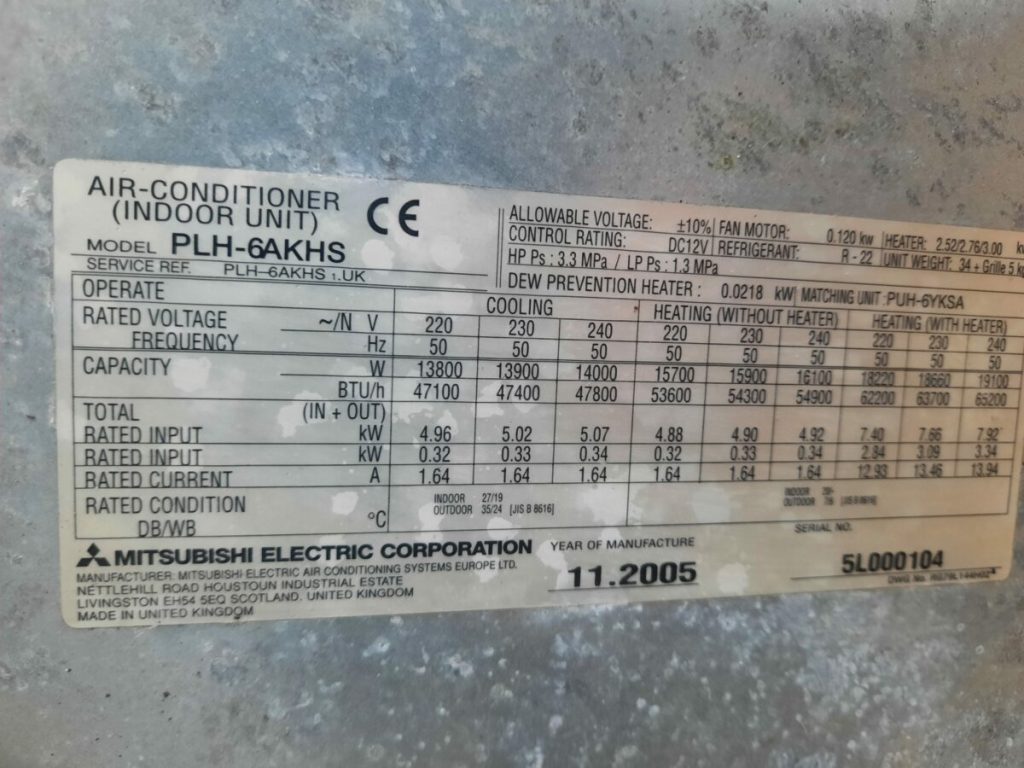 AIR-CONDITIONER
(INDOOR UNIT)
CE
MODEL PLH-6AKHS
SERVICE REF. PLH-6AKHS 1.UK
ALLOWABLE VOLTAGE: ±10% FAN MOTOR: 0.120 kw HEATER: 2.52/2.76/3.00
CONTROL RATING: DC12V REFRIGERANT: R-22 UNIT WEIGHT: 34 + Grille 5
HP Ps : 3.3 MPa / LP Ps : 1.3 MPa
DEW PREVENTION HEATER : 0.0218 kW MATCHING UNIT : PUH-6YKSA
OPERATE COOLING HEATING (WITHOUT HEATER) HEATING (WITH HEATER)
RATED VOLTAGE ~/N V 220 230 240 220 230 240 220 230 240
FREQUENCY Hz 50 50 50 50 50 50 50 50 50
CAPACITY W 13800 13900 14000 15700 15900 16100 18220 18660 19100
BTU/h 47100 47400 47800 53600 54300 54900 62200 63700 65200
TOTAL (IN + OUT)
RATED INPUT kW 4.96 5.02 5.07 4.88 4.90 4.92 7.40 7.66 7.92
RATED INPUT kW 0.32 0.33 0.34 0.32 0.33 0.34 2.84 3.09 3.34
RATED CURRENT A 1.64 1.64 1.64 1.64 1.64 1.64 12.93 13.46 13.94
RATED CONDITION INDOOR 27/19 INDOOR
DB/WB °C OUTDOOR 35/24 [JIS B 8616] OUTDOOR [JIS B 8616]
MITSUBISHI ELECTRIC CORPORATION
MANUFACTURER: MITSUBISHI ELECTRIC AIR CONDITIONING SYSTEMS EUROPE LTD.
NETTLEHILL ROAD HOUSTOUN INDUSTRIAL ESTATE
LIVINGSTON EH54 5EQ SCOTLAND. UNITED KINGDOM
MADE IN UNITED KINGDOM
YEAR OF MANUFACTURE
11.2005
SERIAL NO.
5L000104
DWG No.